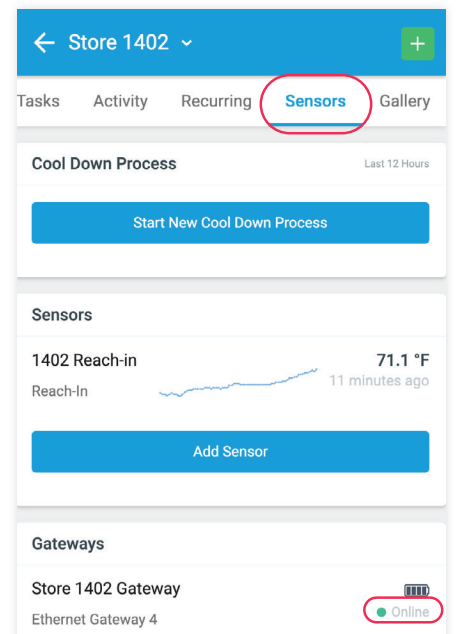 Store 1402
Tasks Activity Recurring Sensors Gallery
Cool Down Process Last 12 Hours
Start New Cool Down Process
Sensors
1402 Reach-in 71.1 °F
Reach-In 11 minutes ago
Add Sensor
Gateways
Store 1402 Gateway
Ethernet Gateway 4 Online